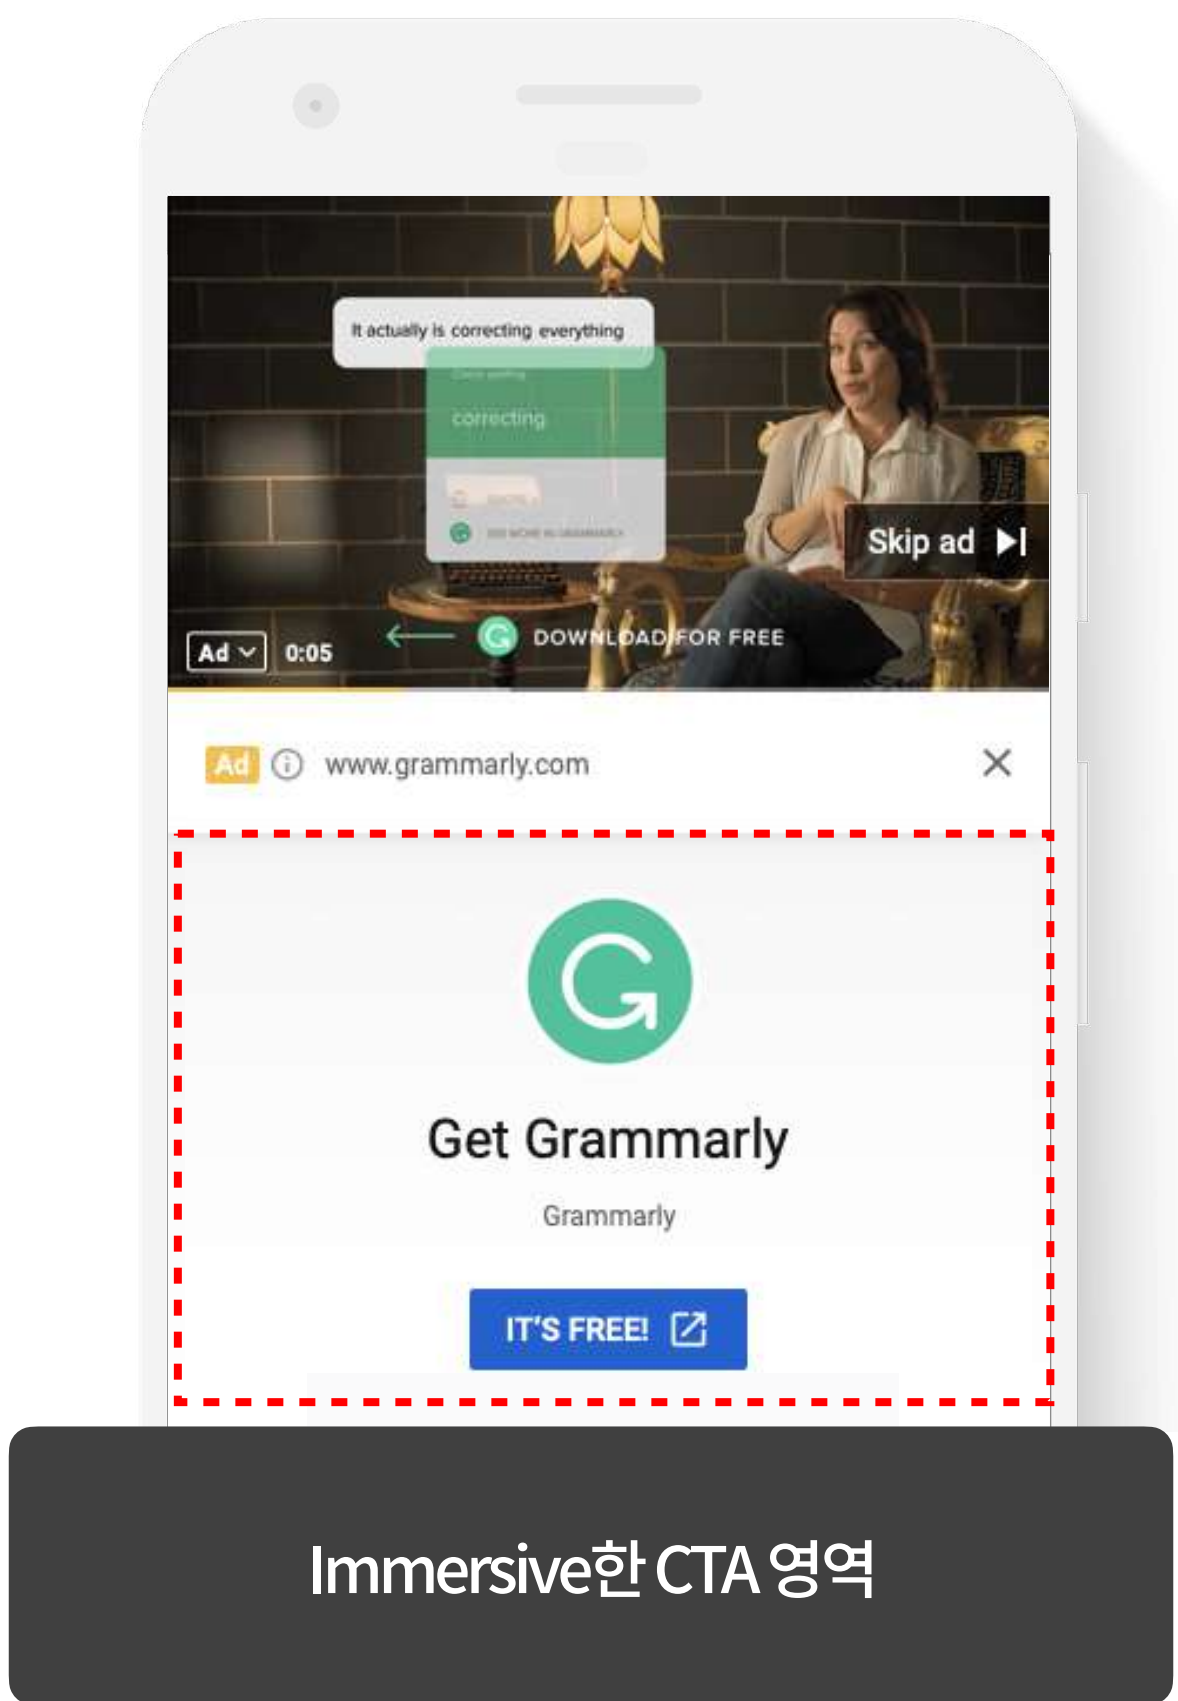 It actually is correcting everything
correcting
Skip ad
DOWNLOAD FOR FREE
Ad 0:05
Ad www.grammarly.com
Get Grammarly
Grammarly
IT'S FREE!
Immersive한 CTA 영역